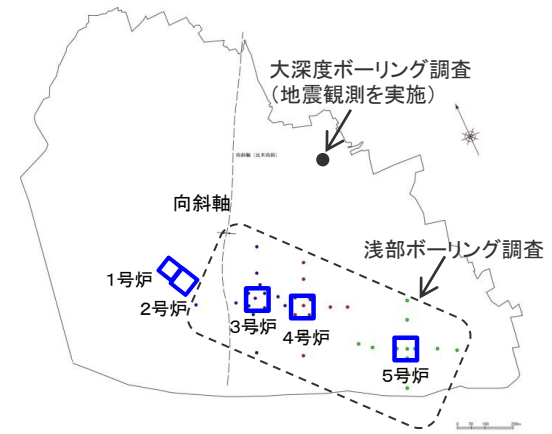 大深度ボーリング調査
(地震観測を実施)
向斜軸
浅部ボーリング調査
1号炉
2号炉
3号炉
4号炉
5号炉